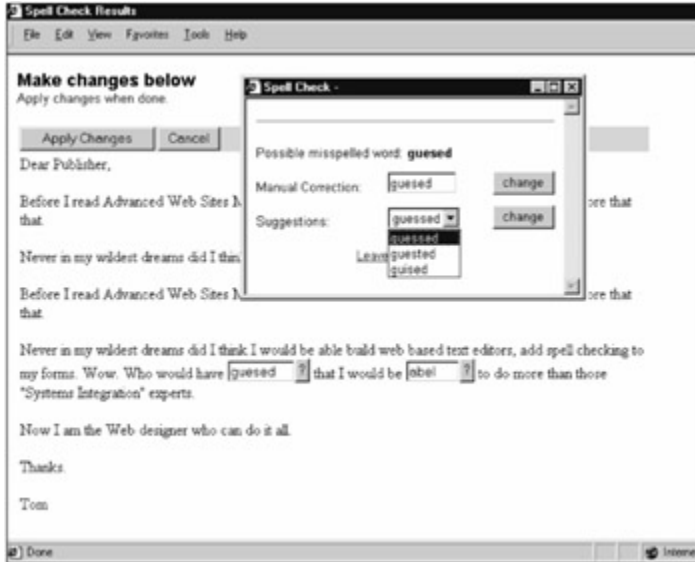 Spell Check Results
File Edit View Favorites Tools Help
Make changes below
Apply changes when done.
Apply Changes Cancel
Dear Publisher,
Before I read Advanced Web Sites M
ore that
that.
Never in my wildest dreams did I thin
Before I read Advanced Web Sites M
ore that
that.
Never in my wildest dreams did I think I would be able build web based text editors, add spell checking to
my forms. Wow. Who would have guesed ? that I would be abel ? to do more than those
"Systems Integration" experts.
Now I am the Web designer who can do it all.
Thanks.
Tom
Spell Check -
Possible misspelled word: guesed
Manual Correction: guesed change
Suggestions: guessed change
guessed
guested
guised
Leave
Done
Interne